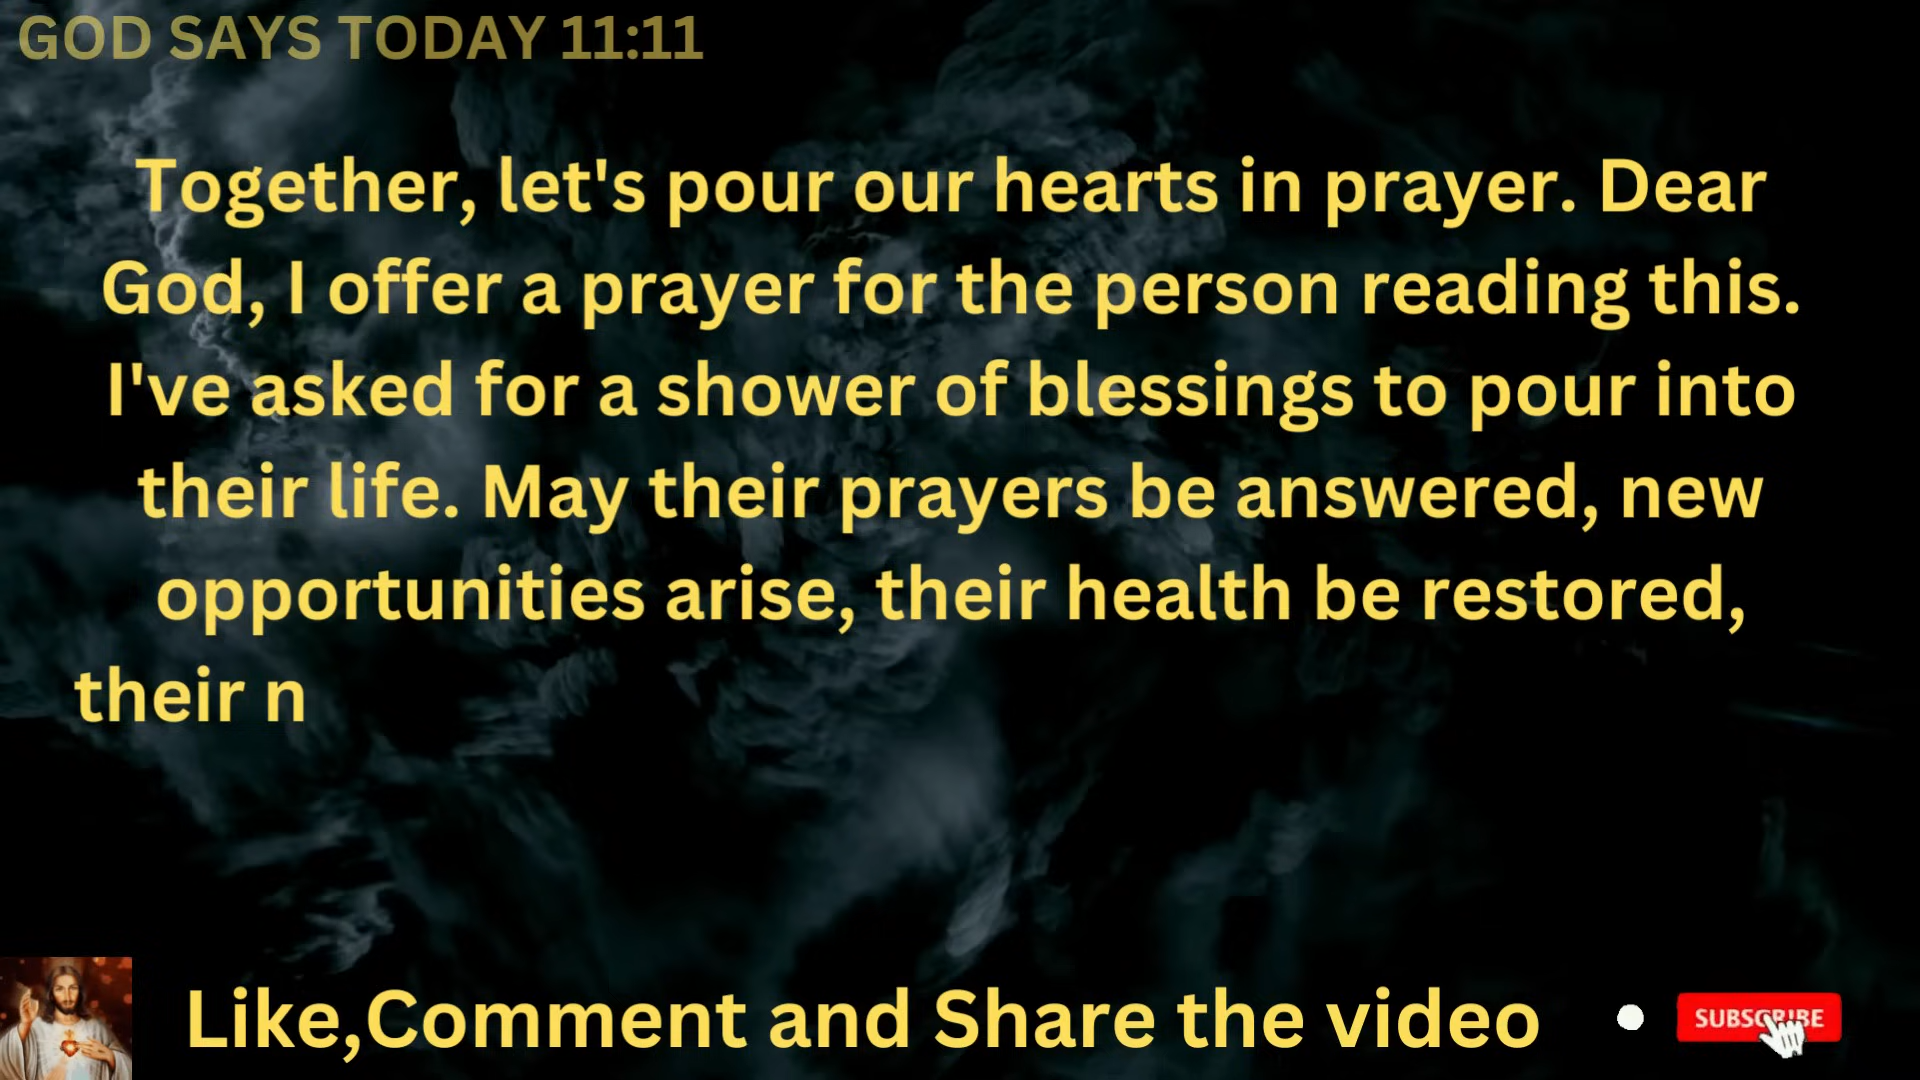 GOD SAYS TODAY 11:11
Together, let's pour our hearts in prayer. Dear
God, I offer a prayer for the person reading this.
I've asked for a shower of blessings to pour into
their life. May their prayers be answered, new
opportunities arise, their health be restored,
their n
Like,Comment and Share the video
SUBSCRIBE